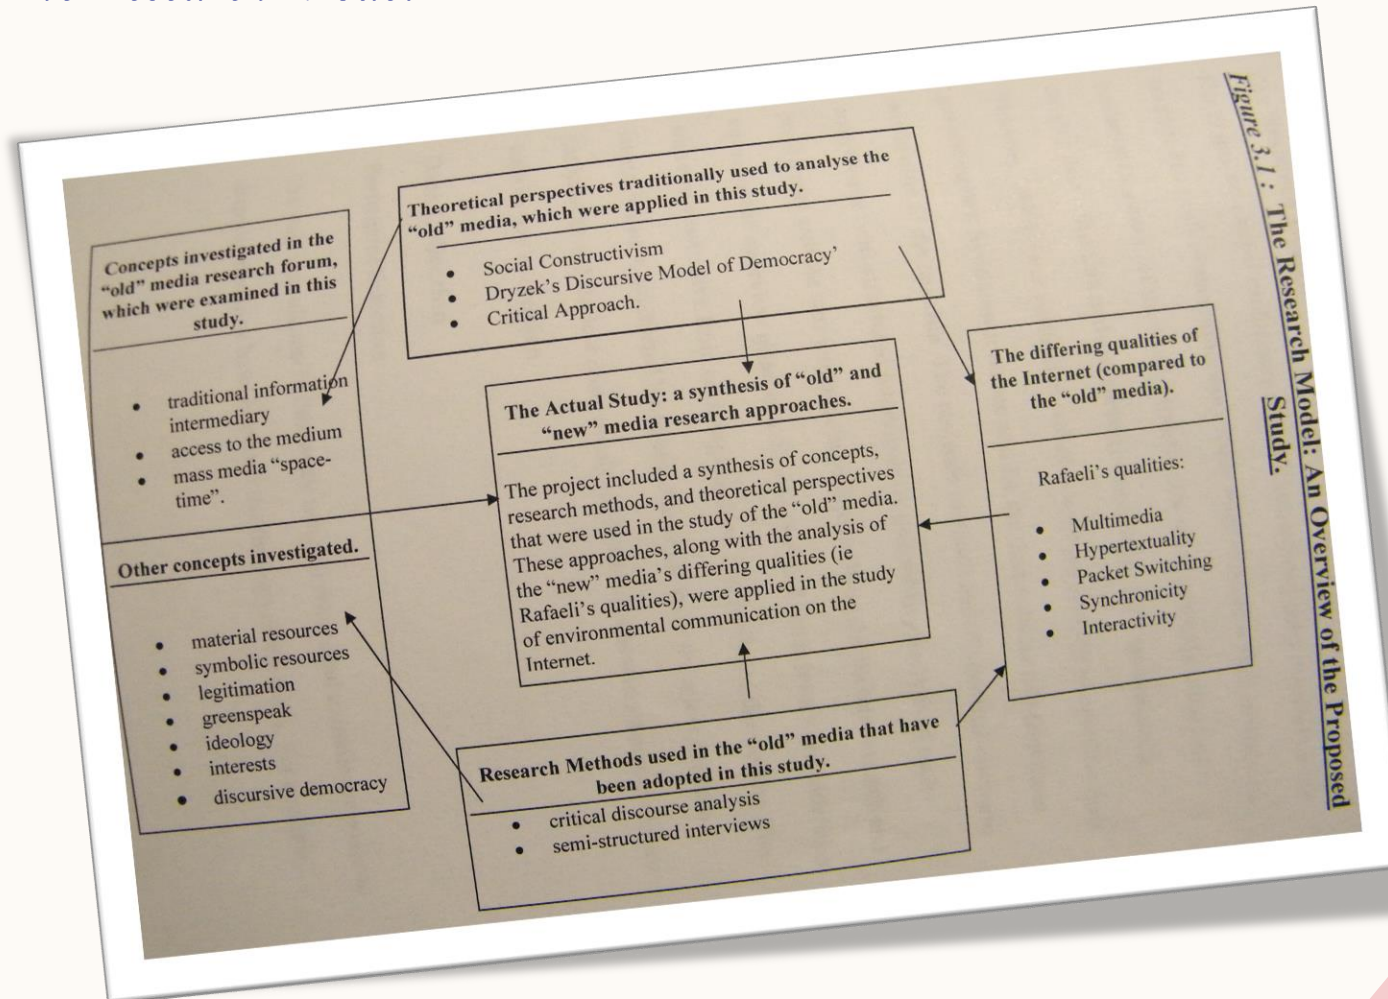 Figure 3.1: The Research Model: An Overview of the Proposed
Study.
Theoretical perspectives traditionally used to analyse the
“old” media, which were applied in this study.
• Social Constructivism
• Dryzek’s Discursive Model of Democracy’
• Critical Approach.
Concepts investigated in the
“old” media research forum,
which were examined in this
study.
• traditional information
intermediary
• access to the medium
• mass media “space-
time”.
Other concepts investigated.
• material resources
• symbolic resources
• legitimation
• greenspeak
• ideology
• interests
• discursive democracy
The Actual Study: a synthesis of “old” and
“new” media research approaches.
The project included a synthesis of concepts,
research methods, and theoretical perspectives
that were used in the study of the “old” media.
These approaches, along with the analysis of
the “new” media’s differing qualities (ie
Rafaeli’s qualities), were applied in the study
of environmental communication on the
Internet.
The differing qualities of
the Internet (compared to
the “old” media).
Rafaeli’s qualities:
• Multimedia
• Hypertextuality
• Packet Switching
• Synchronicity
• Interactivity
Research Methods used in the “old” media that have
been adopted in this study.
• critical discourse analysis
• semi-structured interviews